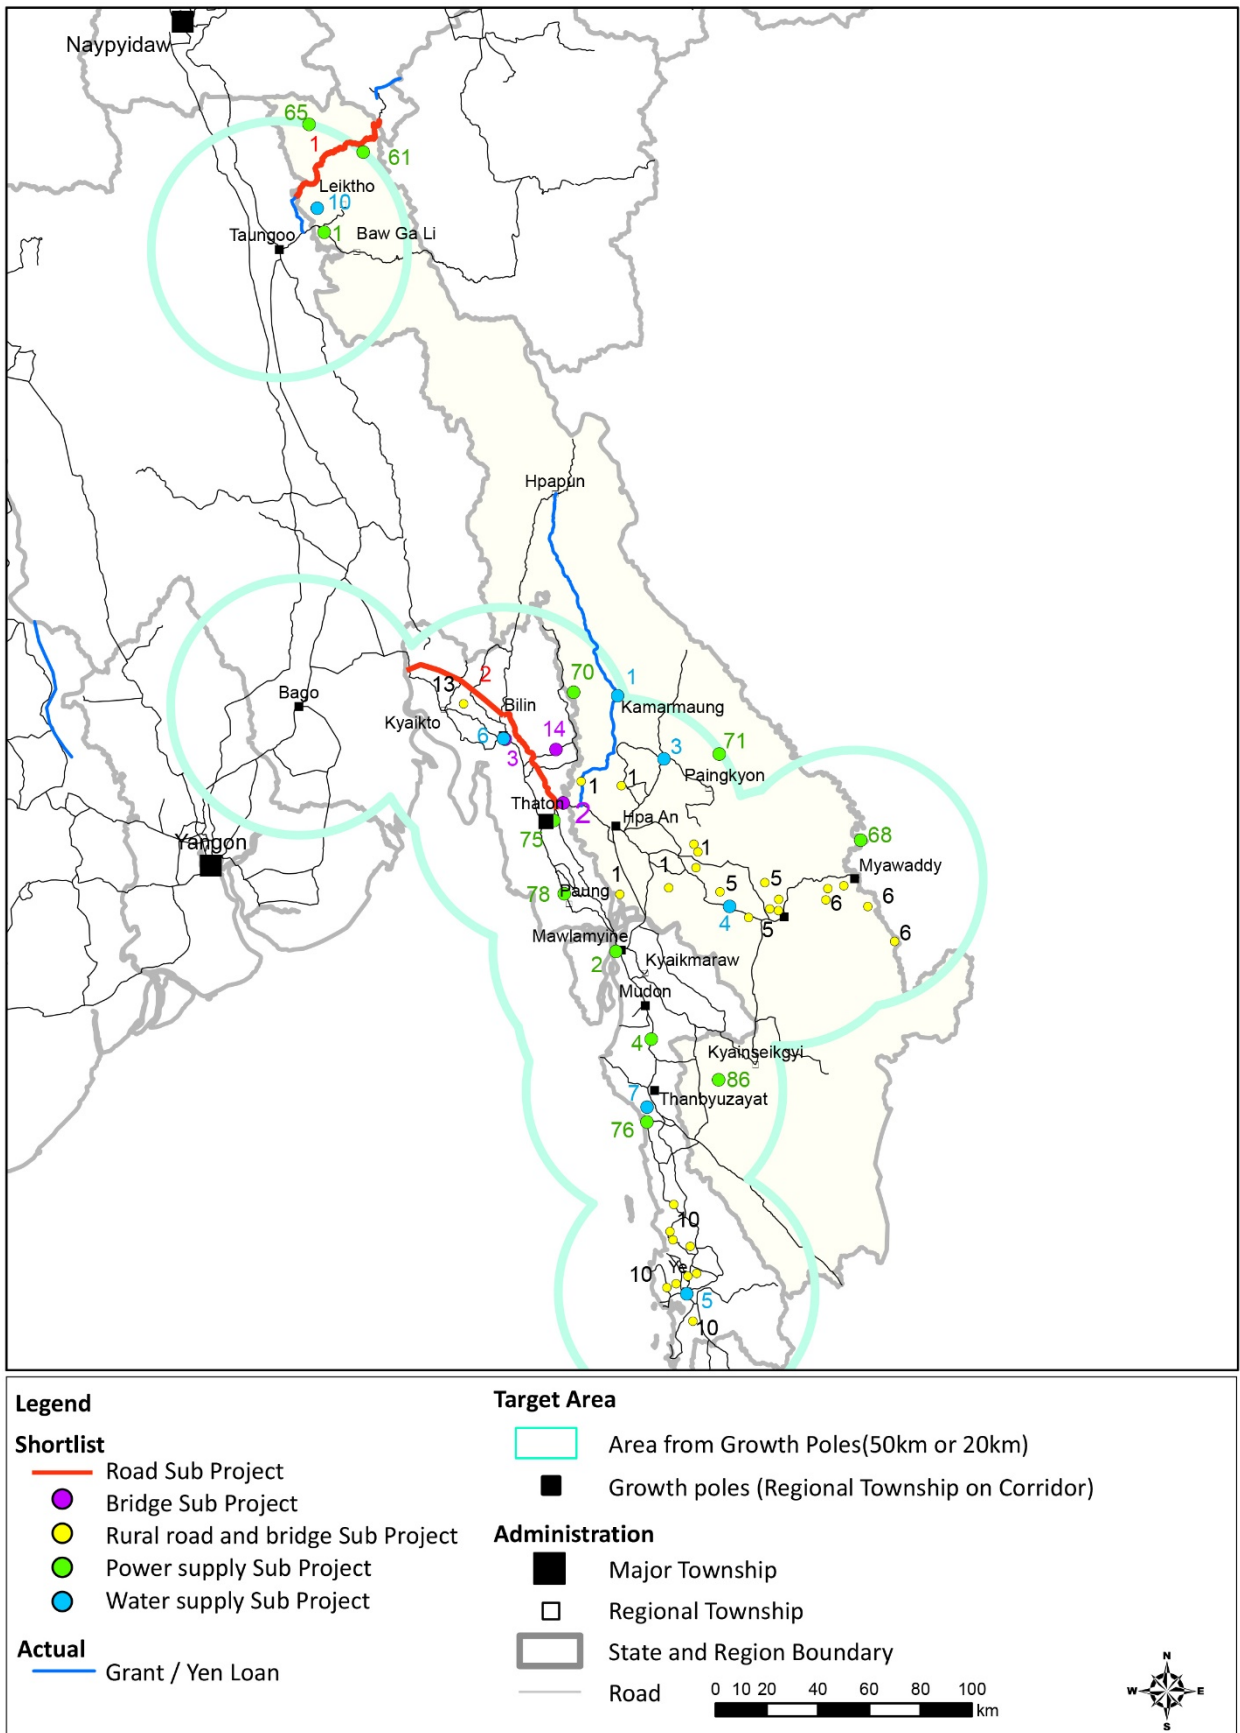 Naypyidaw
65
1
61
Leiktho
10
Taungoo
1
Baw Ga Li
Hpapun
70
1
2
13
Bago
Bilin
Kamarmaung
Kyaikto
14
6
3
3
71
Paingkyon
1
1
Thaton
2
Hpa An
75
68
Yangon
1
Myawaddy
1
1
5
5
78
Paung
6
6
4
5
Mawlamyine
6
2
Kyaikmaraw
Mudon
4
Kyainseikgyi
86
7
Thanbyuzayat
76
10
Ye
10
5
10
Legend
Shortlist
Road Sub Project
Bridge Sub Project
Rural road and bridge Sub Project
Power supply Sub Project
Water supply Sub Project
Actual
Grant / Yen Loan
Target Area
Area from Growth Poles(50km or 20km)
Growth poles (Regional Township on Corridor)
Administration
Major Township
Regional Township
State and Region Boundary
Road
0 10 20 40 60 80 100
km
N
W E
S